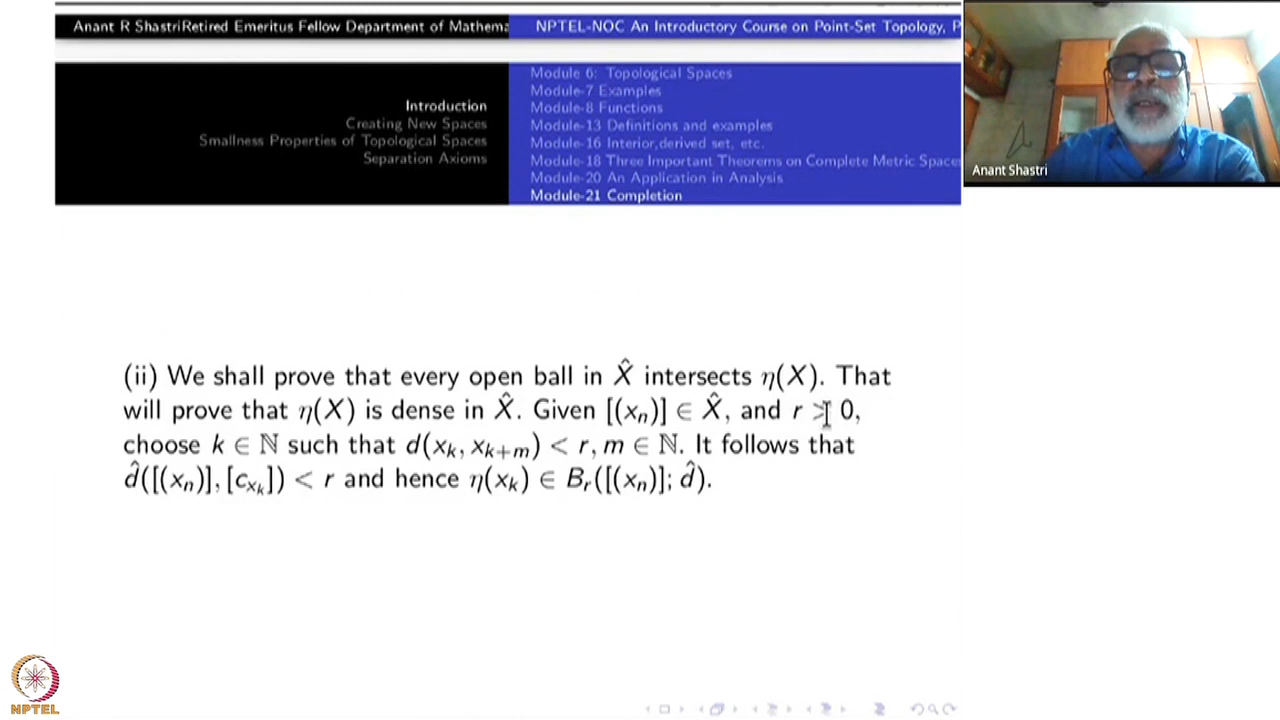 Anant R ShastriRetired Emeritus Fellow Department of Mathema
NPTEL-NOC An Introductory Course on Point-Set Topology, P
Introduction
Creating New Spaces
Smallness Properties of Topological Spaces
Separation Axioms
Module 6: Topological Spaces
Module-7 Examples
Module-8 Functions
Module-13 Definitions and examples
Module-16 Interior,derived set, etc.
Module-18 Three Important Theorems on Complete Metric Space
Module-20 An Application in Analysis
Module-21 Completion
Anant Shastri
(ii) We shall prove that every open ball in X̂ intersects η(X). That
will prove that η(X) is dense in X̂. Given [(xₙ)] ∈ X̂, and r > 0,
choose k ∈ ℕ such that d(xₖ, xₖ₊ₘ) < r, m ∈ ℕ. It follows that
d̂([(xₙ)], [c_{xₖ}]) < r and hence η(xₖ) ∈ Bᵣ([(xₙ)]; d̂).
NPTEL